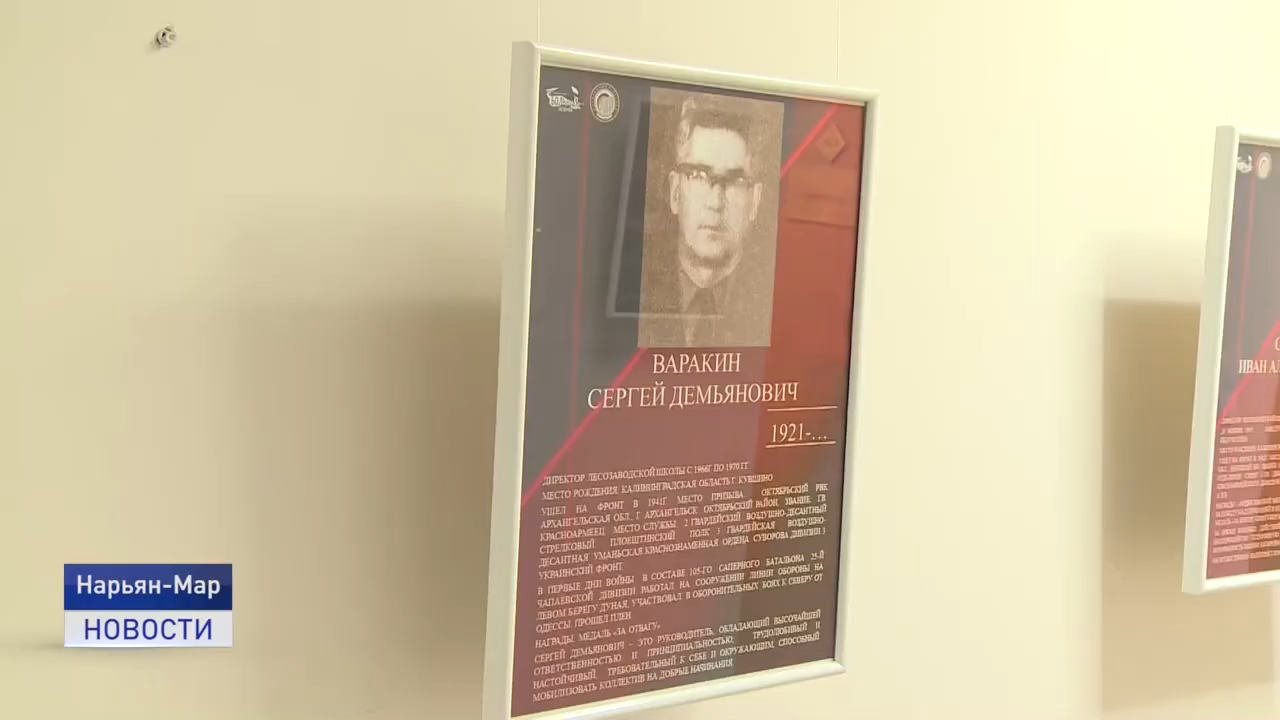 ВАРАКИН
СЕРГЕЙ ДЕМЬЯНОВИЧ
1921-...
ДИРЕКТОР ЛЕСОЗАВОДСКОЙ ШКОЛЫ С 1966Г ПО 1970 ГГ.
МЕСТО РОЖДЕНИЯ: КАЛИНИНГРАДСКАЯ ОБЛАСТЬ Г. КУВШИНО
УШЕЛ НА ФРОНТ В 1941Г. МЕСТО ПРИЗЫВА: ОКТЯБРЬСКИЙ РВК
АРХАНГЕЛЬСКАЯ ОБЛ., Г. АРХАНГЕЛЬСК ОКТЯБРЬСКИЙ РАЙОН, ЗВАНИЕ: ГВ.
КРАСНОАРМЕЕЦ. МЕСТО СЛУЖБЫ: 2 ГВАРДЕЙСКИЙ ВОЗДУШНО-ДЕСАНТНЫЙ
СТРЕЛКОВЫЙ ПЛОЕШТИНСКИЙ ПОЛК 3 ГВАРДЕЙСКАЯ ВОЗДУШНО-
ДЕСАНТНАЯ УМАНЬСКАЯ КРАСНОЗНАМЕННАЯ ОРДЕНА СУВОРОВА ДИВИЗИИ 3
УКРАИНСКИЙ ФРОНТ.
В ПЕРВЫЕ ДНИ ВОЙНЫ В СОСТАВЕ 105-ГО САПЕРНОГО БАТАЛЬОНА 25-Й
ЧАПАЕВСКОЙ ДИВИЗИИ РАБОТАЛ НА СООРУЖЕНИИ ЛИНИИ ОБОРОНЫ НА
ЛЕВОМ БЕРЕГУ ДУНАЯ, УЧАСТВОВАЛ В ОБОРОНИТЕЛЬНЫХ БОЯХ К СЕВЕРУ ОТ
ОДЕССЫ. ПРОШЕЛ ПЛЕН.
НАГРАДЫ: МЕДАЛЬ «ЗА ОТВАГУ»
СЕРГЕЙ ДЕМЬЯНОВИЧ – ЭТО РУКОВОДИТЕЛЬ, ОБЛАДАЮЩИЙ ВЫСОЧАЙШЕЙ
ОТВЕТСТВЕННОСТЬЮ И ПРИНЦИПИАЛЬНОСТЬЮ, ТРУДОЛЮБИВЫЙ И
НАСТОЙЧИВЫЙ, ТРЕБОВАТЕЛЬНЫЙ К СЕБЕ И ОКРУЖАЮЩИМ, СПОСОБНЫЙ
МОБИЛИЗОВАТЬ КОЛЛЕКТИВ НА ДОБРЫЕ НАЧИНАНИЯ.
ИВАН АЛ
Нарьян-Мар
НОВОСТИ